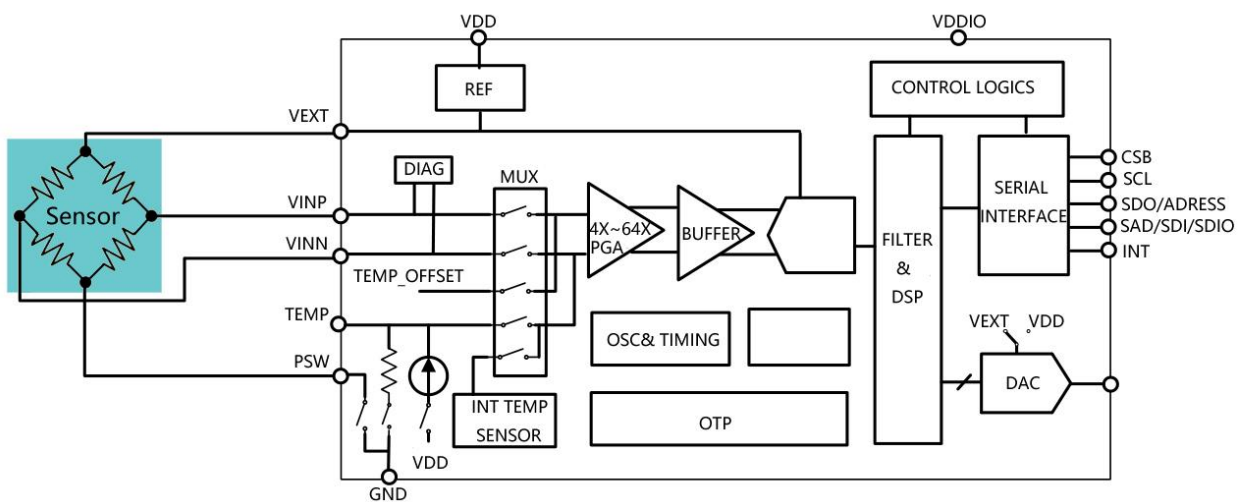 VDD
VDDIO
REF
CONTROL LOGICS
VEXT
DIAG
MUX
CSB
SCL
SERIAL
INTERFACE
SDO/ADRESS
SAD/SDI/SDIO
INT
Sensor
VINP
VINN
4X~64X
PGA
BUFFER
FILTER
&
DSP
TEMP_OFFSET
TEMP
OSC& TIMING
VEXT
VDD
PSW
DAC
INT TEMP
SENSOR
OTP
VDD
GND